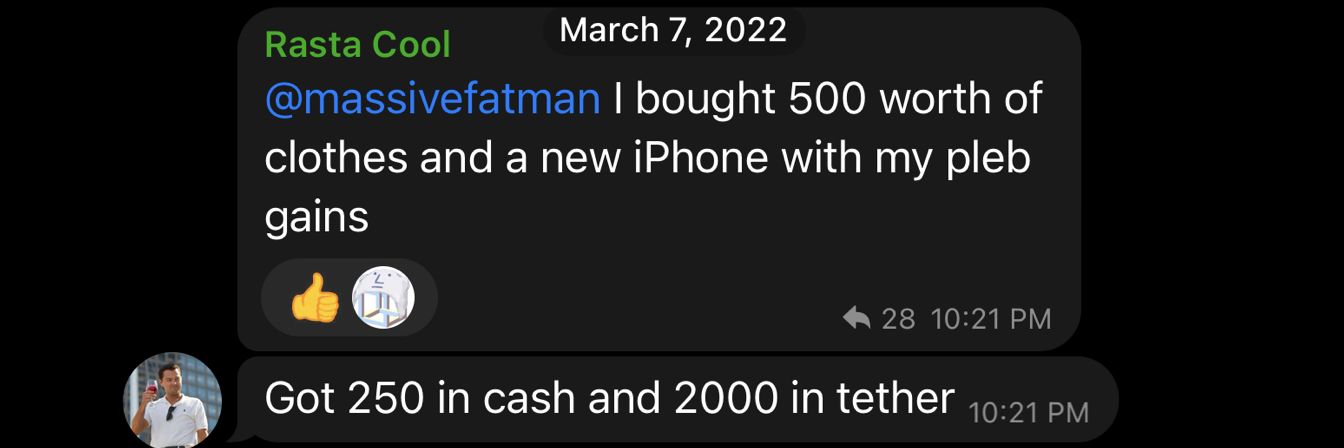 March 7, 2022
Rasta Cool
@massivefatman I bought 500 worth of
clothes and a new iPhone with my pleb
gains
28 10:21 PM
Got 250 in cash and 2000 in tether 10:21 PM